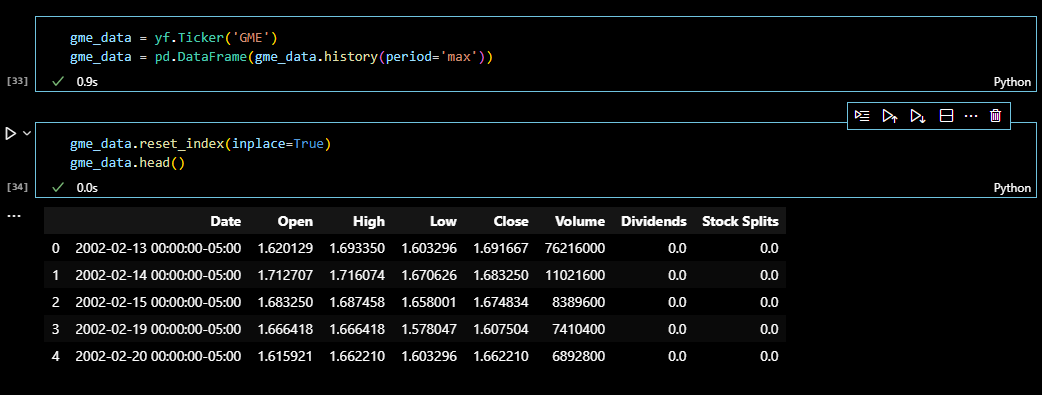 gme_data = yf.Ticker('GME')
gme_data = pd.DataFrame(gme_data.history(period='max'))
[33] 0.9s Python
gme_data.reset_index(inplace=True)
gme_data.head()
[34] 0.0s Python
Date Open High Low Close Volume Dividends Stock Splits
0 2002-02-13 00:00:00-05:00 1.620129 1.693350 1.603296 1.691667 76216000 0.0 0.0
1 2002-02-14 00:00:00-05:00 1.712707 1.716074 1.670626 1.683250 11021600 0.0 0.0
2 2002-02-15 00:00:00-05:00 1.683250 1.687458 1.658001 1.674834 8389600 0.0 0.0
3 2002-02-19 00:00:00-05:00 1.666418 1.666418 1.578047 1.607504 7410400 0.0 0.0
4 2002-02-20 00:00:00-05:00 1.615921 1.662210 1.603296 1.662210 6892800 0.0 0.0